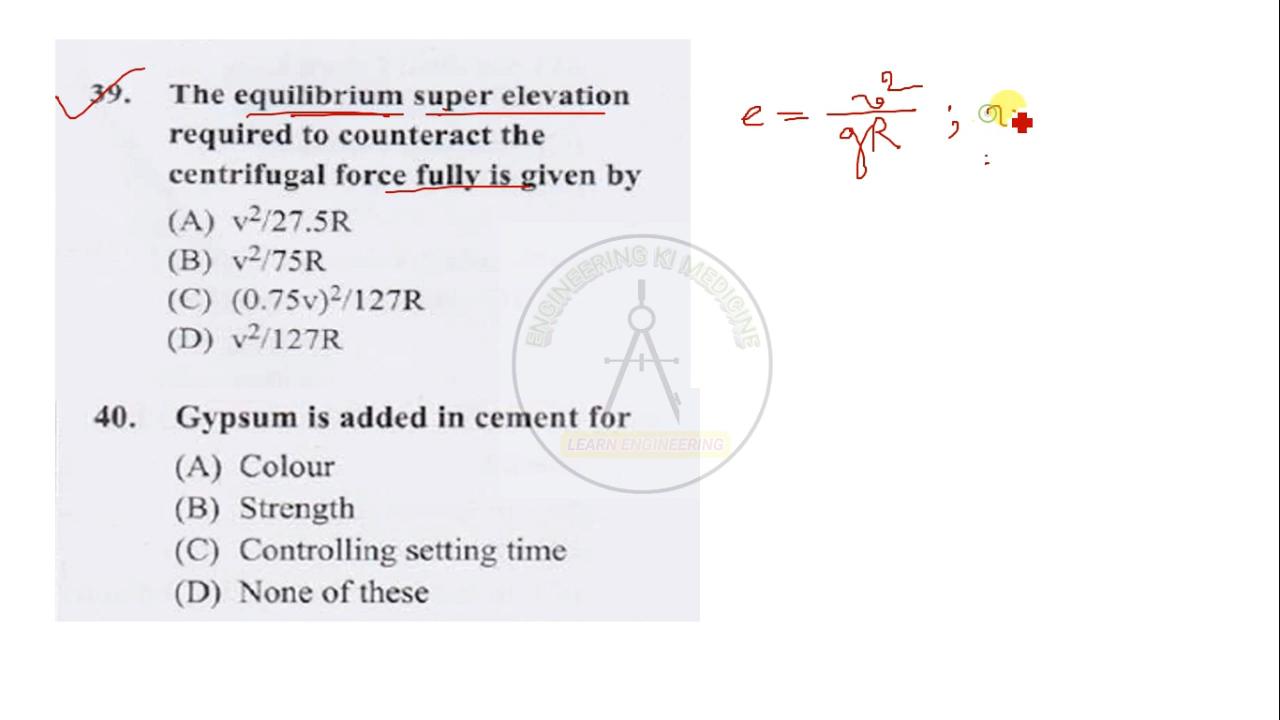 39. The equilibrium super elevation
required to counteract the
centrifugal force fully is given by
(A) v²/27.5R
(B) v²/75R
(C) (0.75v)²/127R
(D) v²/127R
40. Gypsum is added in cement for
(A) Colour
(B) Strength
(C) Controlling setting time
(D) None of these
e = v²/gR ;
ENGINEERING KI MEDICINE
LEARN ENGINEERING